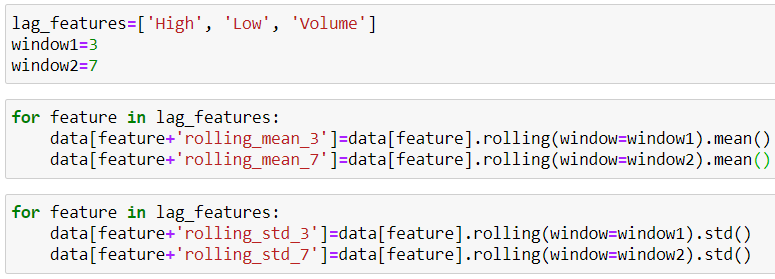 lag_features=['High', 'Low', 'Volume']
window1=3
window2=7
for feature in lag_features:
    data[feature+'rolling_mean_3']=data[feature].rolling(window=window1).mean()
    data[feature+'rolling_mean_7']=data[feature].rolling(window=window2).mean()
for feature in lag_features:
    data[feature+'rolling_std_3']=data[feature].rolling(window=window1).std()
    data[feature+'rolling_std_7']=data[feature].rolling(window=window2).std()